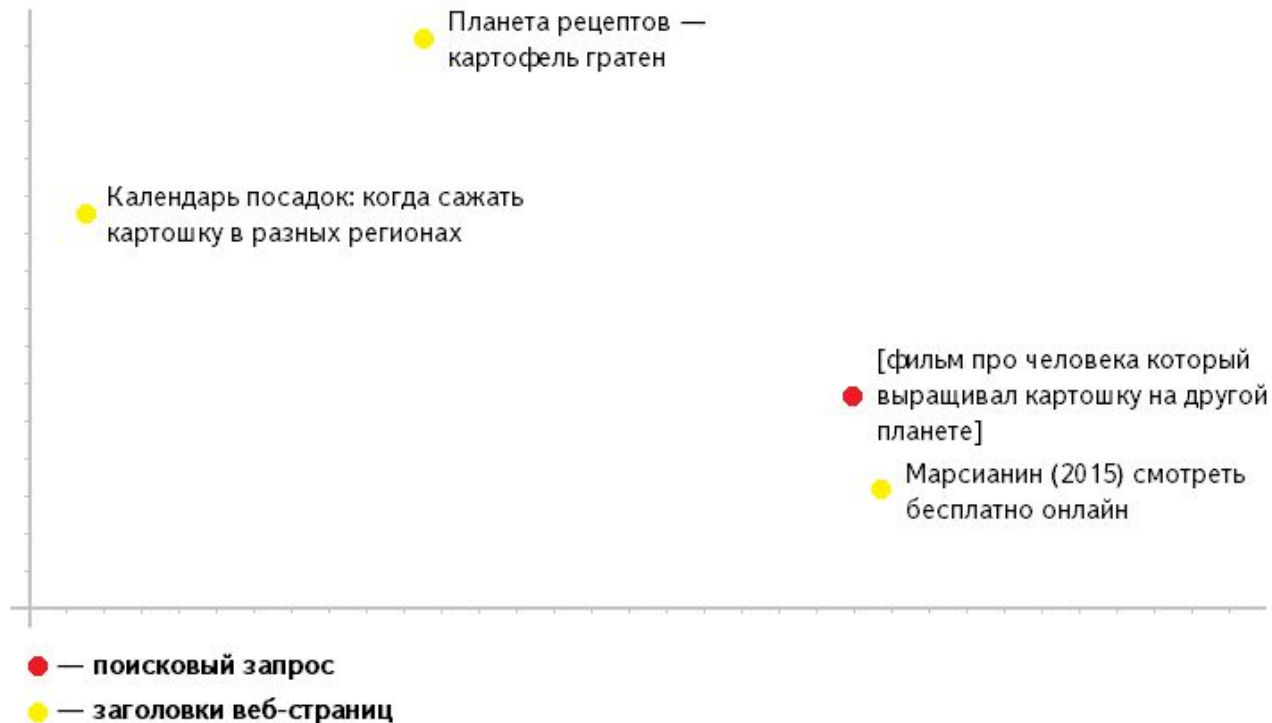 Планета рецептов —
картофель гратен
Календарь посадок: когда сажать
картошку в разных регионах
[фильм про человека который
выращивал картошку на другой
планете]
Марсианин (2015) смотреть
бесплатно онлайн
— поисковый запрос
— заголовки веб-страниц